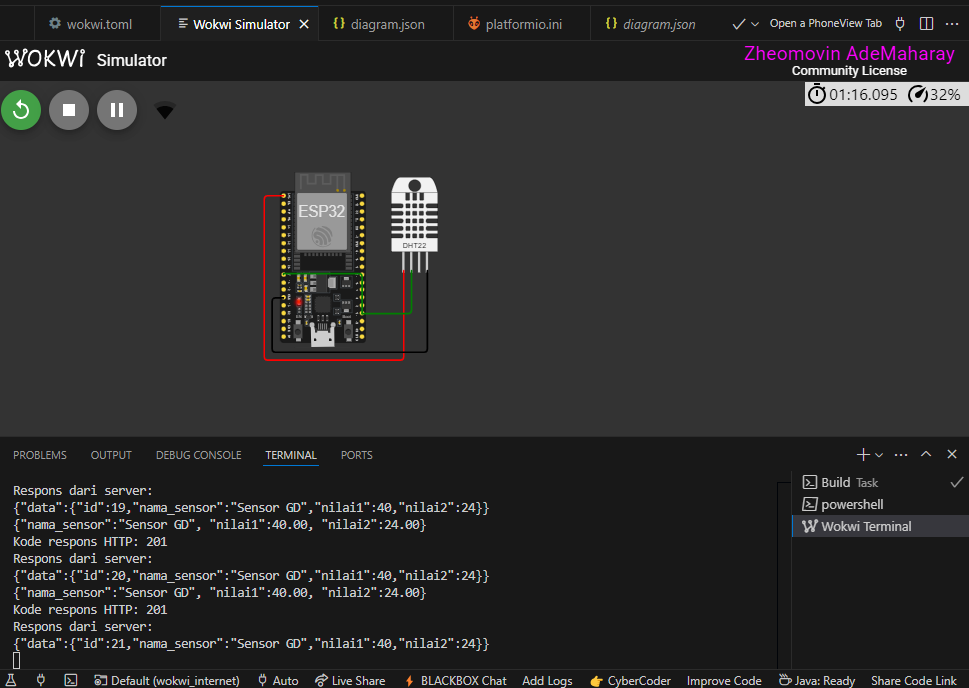 wokwi.toml
Wokwi Simulator
diagram.json
platformio.ini
diagram.json
Open a PhoneView Tab
WOKWI Simulator
Zheomovin AdeMaharay
Community License
01:16.095 32%
ESP32
DHT22
PROBLEMS OUTPUT DEBUG CONSOLE TERMINAL PORTS
Respons dari server:
{"data":{"id":19,"nama_sensor":"Sensor GD","nilai1":40,"nilai2":24}}
{"nama_sensor":"Sensor GD", "nilai1":40.00, "nilai2":24.00}
Kode respons HTTP: 201
Respons dari server:
{"data":{"id":20,"nama_sensor":"Sensor GD","nilai1":40,"nilai2":24}}
{"nama_sensor":"Sensor GD", "nilai1":40.00, "nilai2":24.00}
Kode respons HTTP: 201
Respons dari server:
{"data":{"id":21,"nama_sensor":"Sensor GD","nilai1":40,"nilai2":24}}
Build Task
powershell
Wokwi Terminal
Default (wokwi_internet) Auto Live Share BLACKBOX Chat Add Logs CyberCoder Improve Code Java: Ready Share Code Link